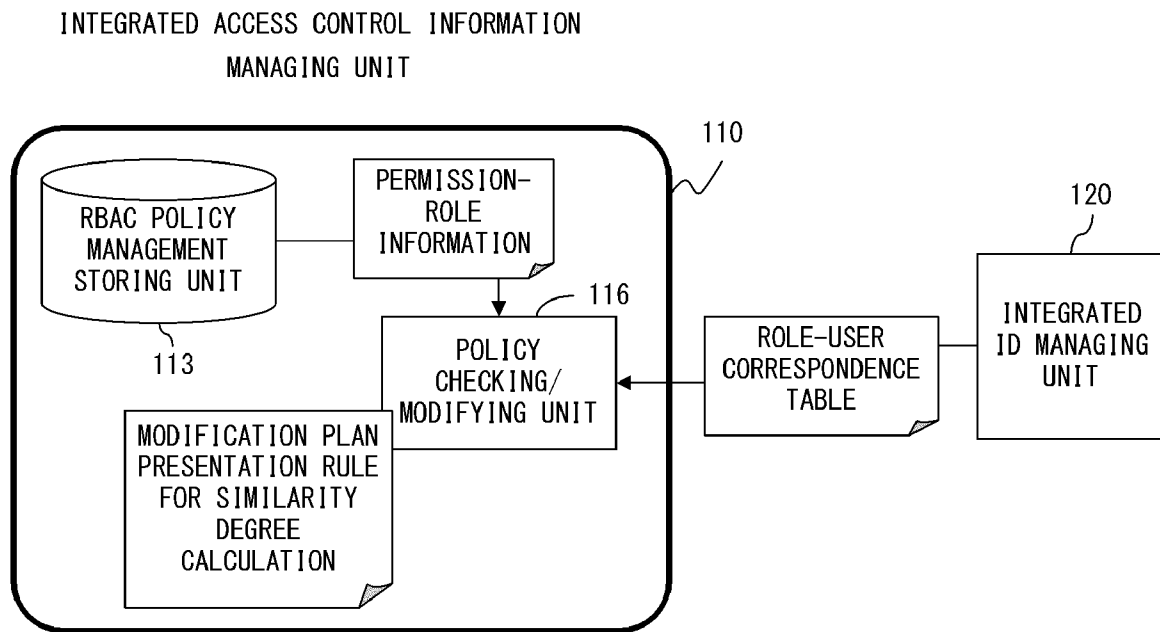 INTEGRATED ACCESS CONTROL INFORMATION
MANAGING UNIT
110
RBAC POLICY
MANAGEMENT
STORING UNIT
113
PERMISSION-
ROLE
INFORMATION
116
POLICY
CHECKING/
MODIFYING UNIT
MODIFICATION PLAN
PRESENTATION RULE
FOR SIMILARITY
DEGREE
CALCULATION
ROLE-USER
CORRESPONDENCE
TABLE
120
INTEGRATED
ID MANAGING
UNIT